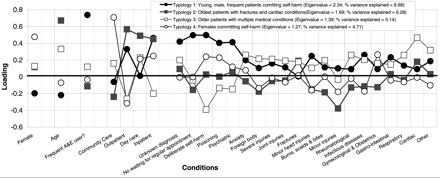 Typology 1: Young, male, frequent patients comitting self-harm (Eigenvalue = 2.34; % variance explained = 8.68)
Typology 2: Oldest patients with fractures and cardiac conditions(Eigenvalue = 1.69; % variance explained = 6.28)
Typology 3: Older patients with multiple medical conditions (Eigenvalue = 1.39; % variance explained = 5.14)
Typology 4: Females committing self-harm (Eigenvalue = 1.27; % variance explained = 4.71)
0.8
0.6
0.4
0.2
0
-0.2
-0.4
-0.6
Loading
Female
Age
Frequent A&E user?
Community Care
Outpatient
Day care
Inpatient
Unknown diagnosis
No waiting for regular appointment
Deliberate self-harm
Poisoning
Psychiatric
Anxiety
Foreign body
Severe injuries
Joint injuries
Fractures
Minor head injuries
Burns, scalds & bites
Minor injuries
Rheumatological
Infectious diseases
Gynecological & Obstetrics
Gastro-intestinal
Respiratory
Cardiac
Other
Conditions